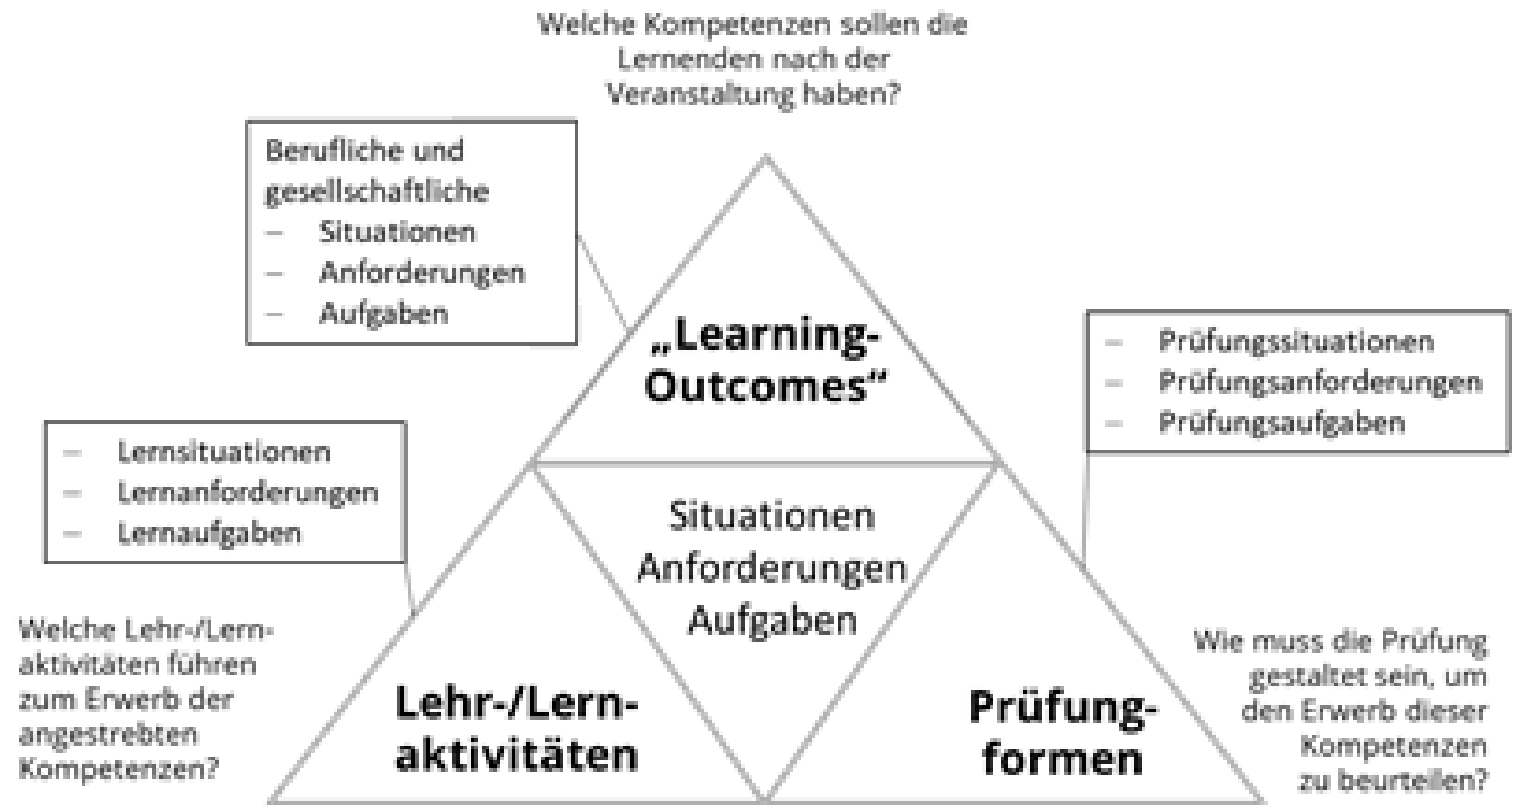 Welche Kompetenzen sollen die
Lernenden nach der
Veranstaltung haben?
Berufliche und
gesellschaftliche
– Situationen
– Anforderungen
– Aufgaben
„Learning-
Outcomes“
– Prüfungssituationen
– Prüfungsanforderungen
– Prüfungsaufgaben
– Lernsituationen
– Lernanforderungen
– Lernaufgaben
Situationen
Anforderungen
Aufgaben
Welche Lehr-/Lern-
aktivitäten führen
zum Erwerb der
angestrebten
Kompetenzen?
Lehr-/Lern-
aktivitäten
Prüfung-
formen
Wie muss die Prüfung
gestaltet sein, um
den Erwerb dieser
Kompetenzen
zu beurteilen?